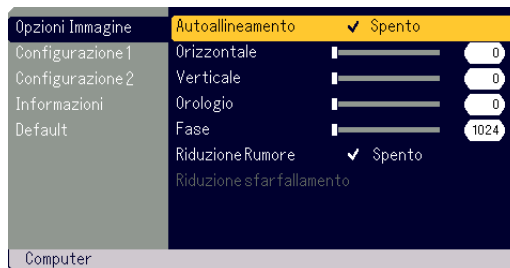 Opzioni Immagine
Configurazione 1
Configurazione 2
Informazioni
Default
Autoallineamento ✔ Spento
Orizzontale 0
Verticale 0
Orologio 0
Fase 1024
Riduzione Rumore ✔ Spento
Riduzione sfarfallamento
Computer